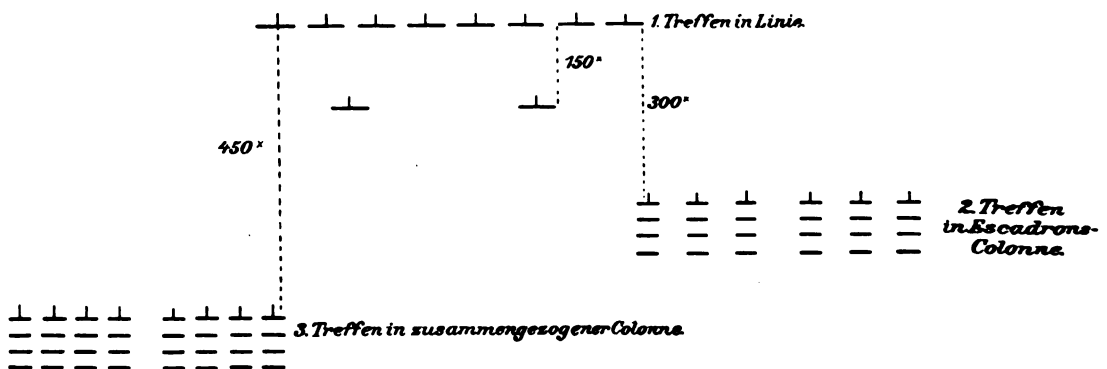 1. Treffen in Linie.
150ˣ
300ˣ
450ˣ
2. Treffen
in Escadrons-
Colonne.
3. Treffen in zusammengezogener Colonne.